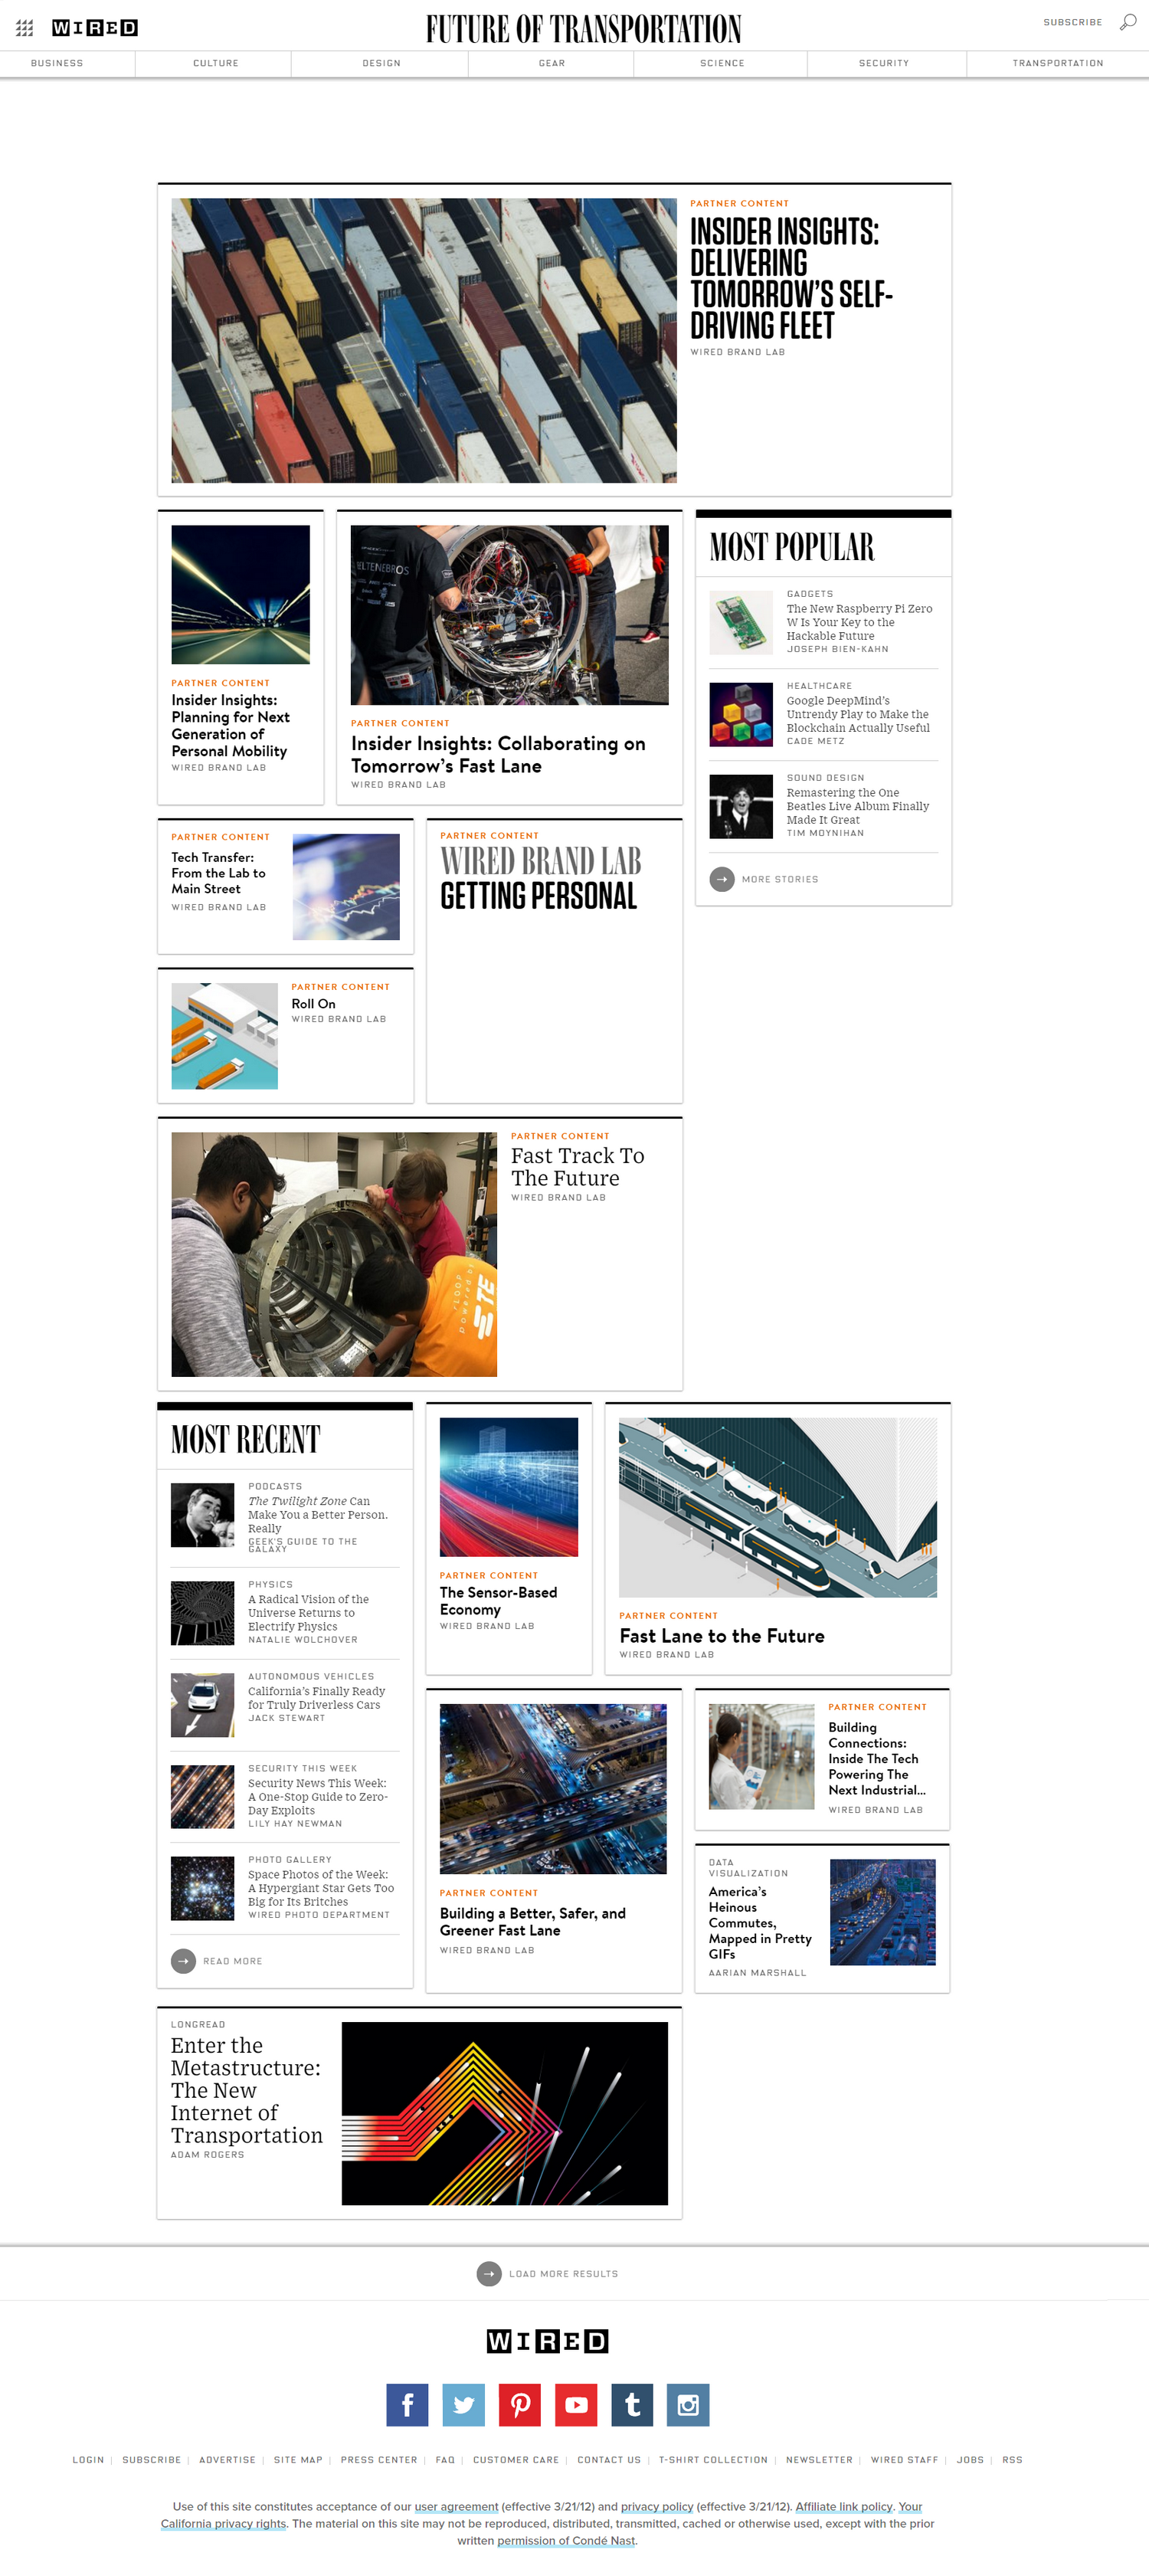 WIRED
FUTURE OF TRANSPORTATION
SUBSCRIBE
BUSINESS
CULTURE
DESIGN
GEAR
SCIENCE
SECURITY
TRANSPORTATION
PARTNER CONTENT
INSIDER INSIGHTS:
DELIVERING
TOMORROW'S SELF-
DRIVING FLEET
WIRED BRAND LAB
PARTNER CONTENT
Insider Insights:
Planning for Next
Generation of
Personal Mobility
WIRED BRAND LAB
ELTENEBROS
PARTNER CONTENT
Insider Insights: Collaborating on
Tomorrow's Fast Lane
WIRED BRAND LAB
MOST POPULAR
GADGETS
The New Raspberry Pi Zero
W Is Your Key to the
Hackable Future
JOSEPH BIEN-KAHN
HEALTHCARE
Google DeepMind's
Untrendy Play to Make the
Blockchain Actually Useful
CADE METZ
SOUND DESIGN
Remastering the One
Beatles Live Album Finally
Made It Great
TIM MOYNIHAN
MORE STORIES
PARTNER CONTENT
Tech Transfer:
From the Lab to
Main Street
WIRED BRAND LAB
PARTNER CONTENT
WIRED BRAND LAB
GETTING PERSONAL
PARTNER CONTENT
Roll On
WIRED BRAND LAB
LOOP
powered by
STE
PARTNER CONTENT
Fast Track To
The Future
WIRED BRAND LAB
MOST RECENT
PODCASTS
The Twilight Zone Can
Make You a Better Person.
Really
GEEK'S GUIDE TO THE
GALAXY
PHYSICS
A Radical Vision of the
Universe Returns to
Electrify Physics
NATALIE WOLCHOVER
AUTONOMOUS VEHICLES
California's Finally Ready
for Truly Driverless Cars
JACK STEWART
SECURITY THIS WEEK
Security News This Week:
A One-Stop Guide to Zero-
Day Exploits
LILY HAY NEWMAN
PHOTO GALLERY
Space Photos of the Week:
A Hypergiant Star Gets Too
Big for Its Britches
WIRED PHOTO DEPARTMENT
READ MORE
PARTNER CONTENT
The Sensor-Based
Economy
WIRED BRAND LAB
PARTNER CONTENT
Fast Lane to the Future
WIRED BRAND LAB
PARTNER CONTENT
Building a Better, Safer, and
Greener Fast Lane
WIRED BRAND LAB
PARTNER CONTENT
Building
Connections:
Inside The Tech
Powering The
Next Industrial...
WIRED BRAND LAB
DATA
VISUALIZATION
America's
Heinous
Commutes,
Mapped in Pretty
GIFs
AARIAN MARSHALL
LONGREAD
Enter the
Metastructure:
The New
Internet of
Transportation
ADAM ROGERS
LOAD MORE RESULTS
WIRED
LOGIN | SUBSCRIBE | ADVERTISE | SITE MAP | PRESS CENTER | FAQ | CUSTOMER CARE | CONTACT US | T-SHIRT COLLECTION | NEWSLETTER | WIRED STAFF | JOBS | RSS
Use of this site constitutes acceptance of our user agreement (effective 3/21/12) and privacy policy (effective 3/21/12). Affiliate link policy. Your
California privacy rights. The material on this site may not be reproduced, distributed, transmitted, cached or otherwise used, except with the prior
written permission of Condé Nast.